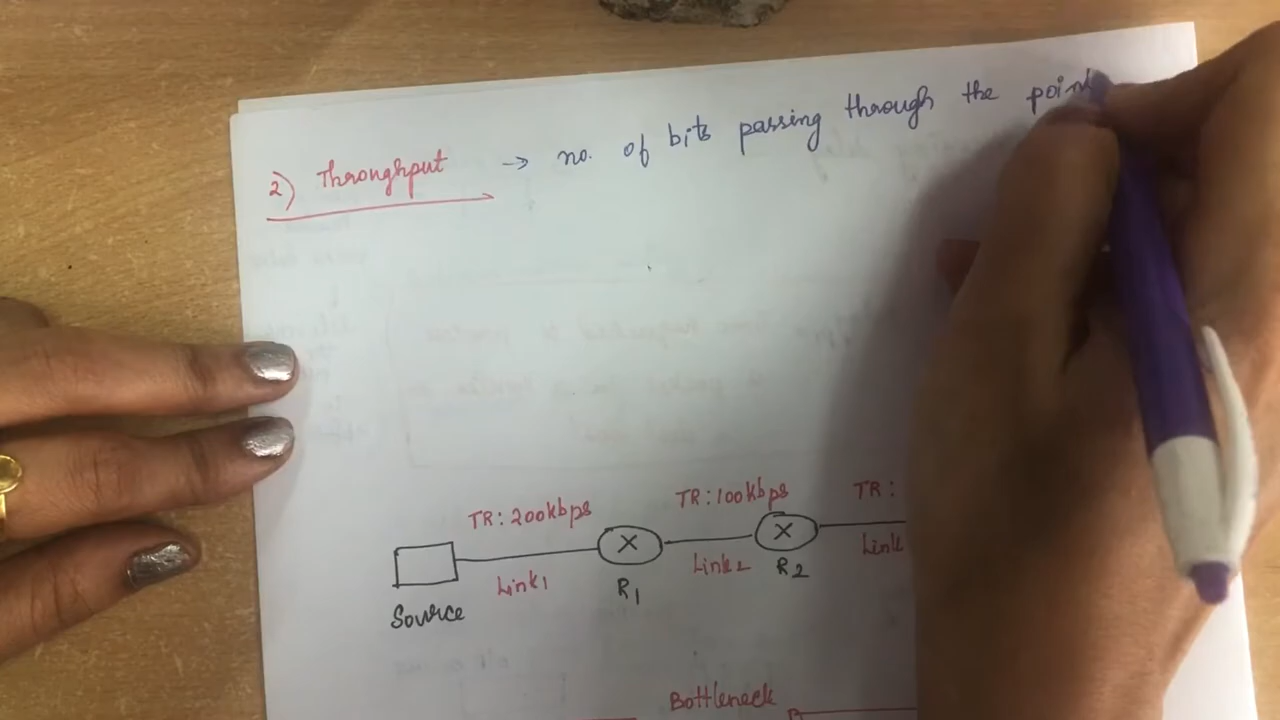 2) Throughput → no. of bits passing through the point
TR: 200kbps TR: 100kbps TR:
Link1 Link2 Link
Source R1 R2
Bottleneck